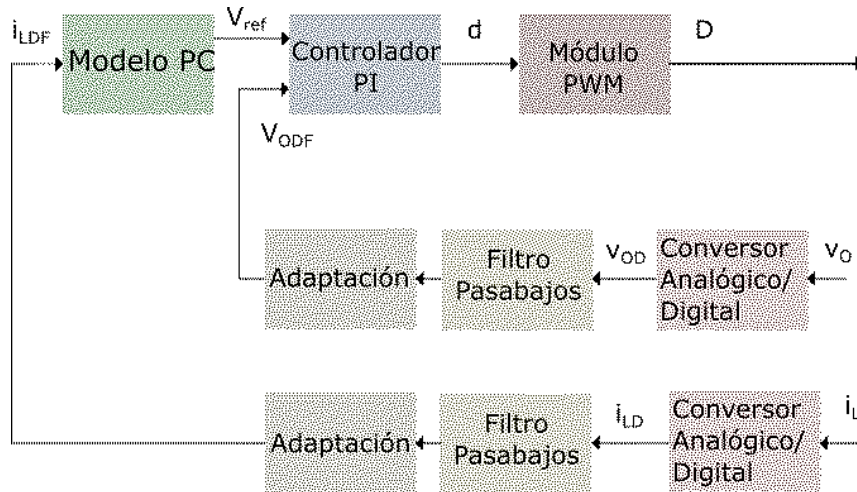 i_LDF
Modelo PC
V_ref
Controlador
PI
d
Módulo
PWM
D
V_ODF
Adaptación
Filtro
Pasabajos
v_OD
Conversor
Analógico/
Digital
v_O
Adaptación
Filtro
Pasabajos
i_LD
Conversor
Analógico/
Digital
i_L